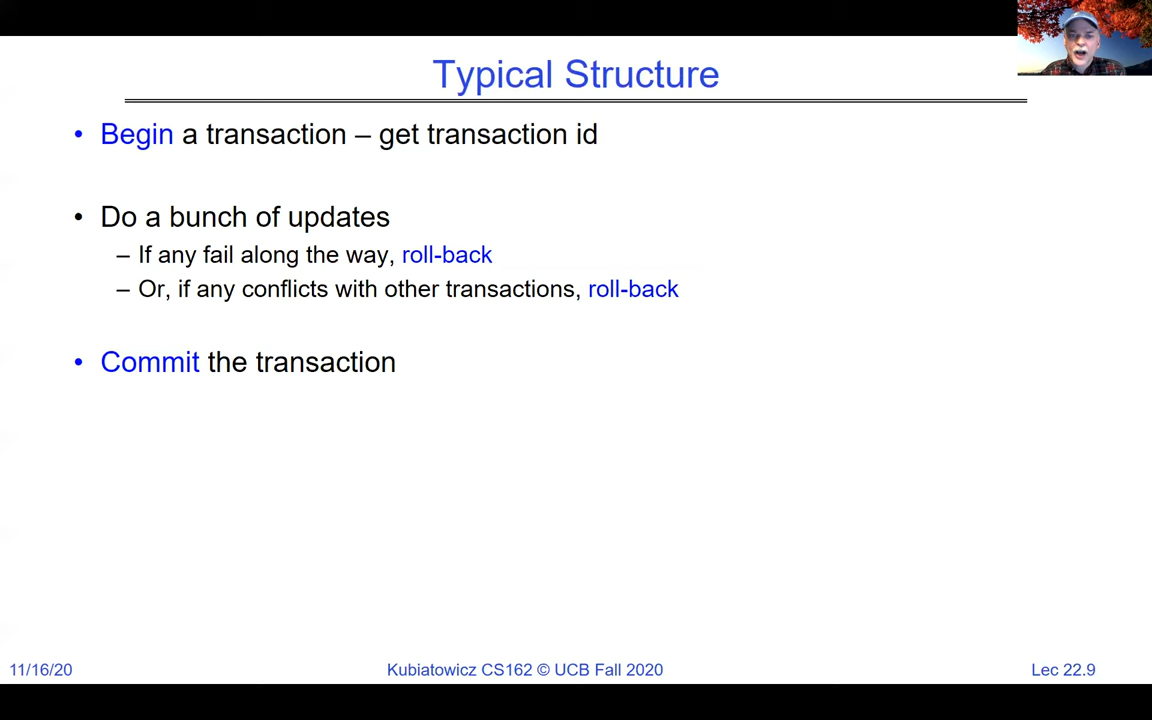 Typical Structure
• Begin a transaction – get transaction id
• Do a bunch of updates
– If any fail along the way, roll-back
– Or, if any conflicts with other transactions, roll-back
• Commit the transaction
11/16/20 Kubiatowicz CS162 © UCB Fall 2020 Lec 22.9